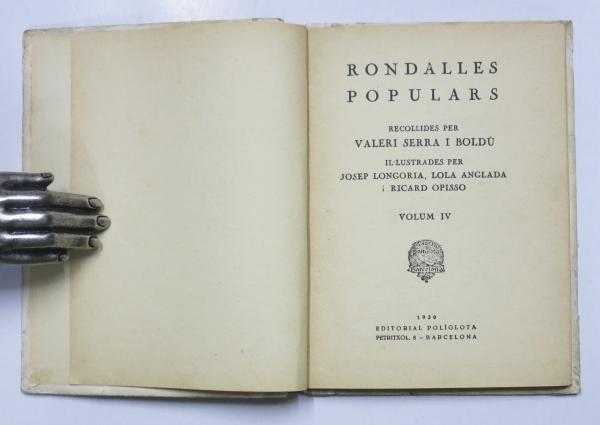 RONDALLES
POPULARS
RECOLLIDES PER
VALERI SERRA I BOLDÚ
IL·LUSTRADES PER
JOSEP LONGORIA, LOLA ANGLADA
i RICARD OPISSO
VOLUM IV
Barcelona
1930
EDITORIAL POLÍGLOTA
PETRITXOL, 8 – BARCELONA